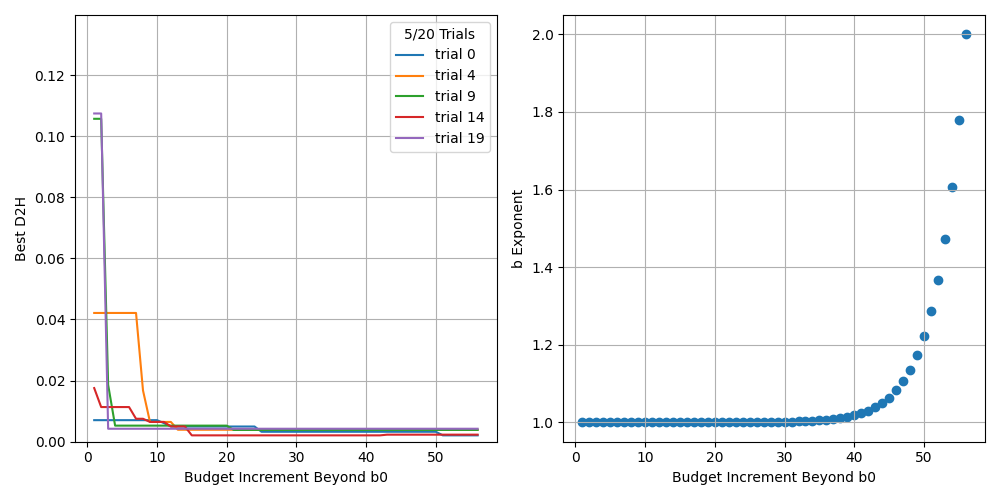 5/20 Trials
trial 0
trial 4
trial 9
trial 14
trial 19
0.12
0.10
0.08
0.06
0.04
0.02
0.00
Best D2H
0 10 20 30 40 50
Budget Increment Beyond b0
2.0
1.8
1.6
1.4
1.2
1.0
b Exponent
0 10 20 30 40 50
Budget Increment Beyond b0